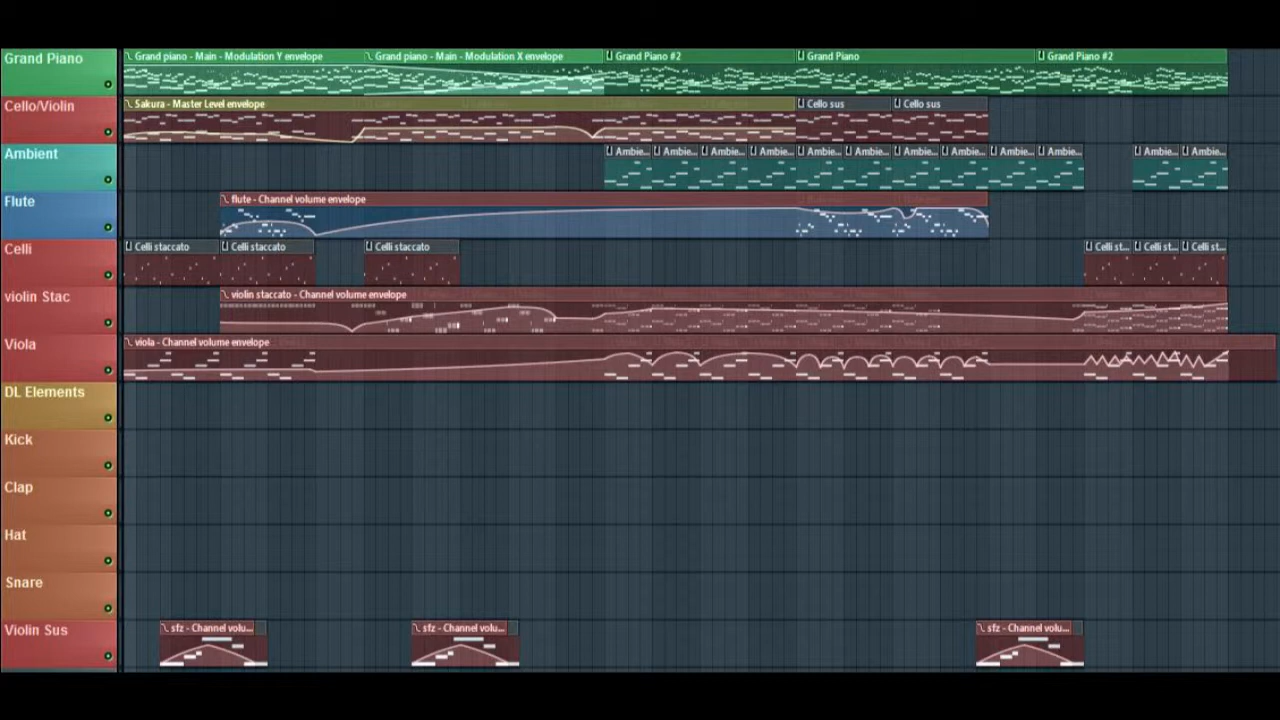 Grand Piano
Grand piano - Main - Modulation Y envelope
Grand piano - Main - Modulation X envelope
Grand Piano #2
Grand Piano
Grand Piano #2
Cello/Violin
Sakura - Master Level envelope
Cello sus
Cello sus
Ambient
Ambie...
Ambie...
Ambie...
Ambie...
Ambie...
Ambie...
Ambie...
Ambie...
Ambie...
Ambie...
Ambie...
Ambie...
Flute
flute - Channel volume envelope
Celli
Celli staccato
Celli staccato
Celli staccato
Celli st...
Celli st...
Celli st...
violin Stac
violin staccato - Channel volume envelope
Viola
viola - Channel volume envelope
DL Elements
Kick
Clap
Hat
Snare
Violin Sus
sfz - Channel volu...
sfz - Channel volu...
sfz - Channel volu...